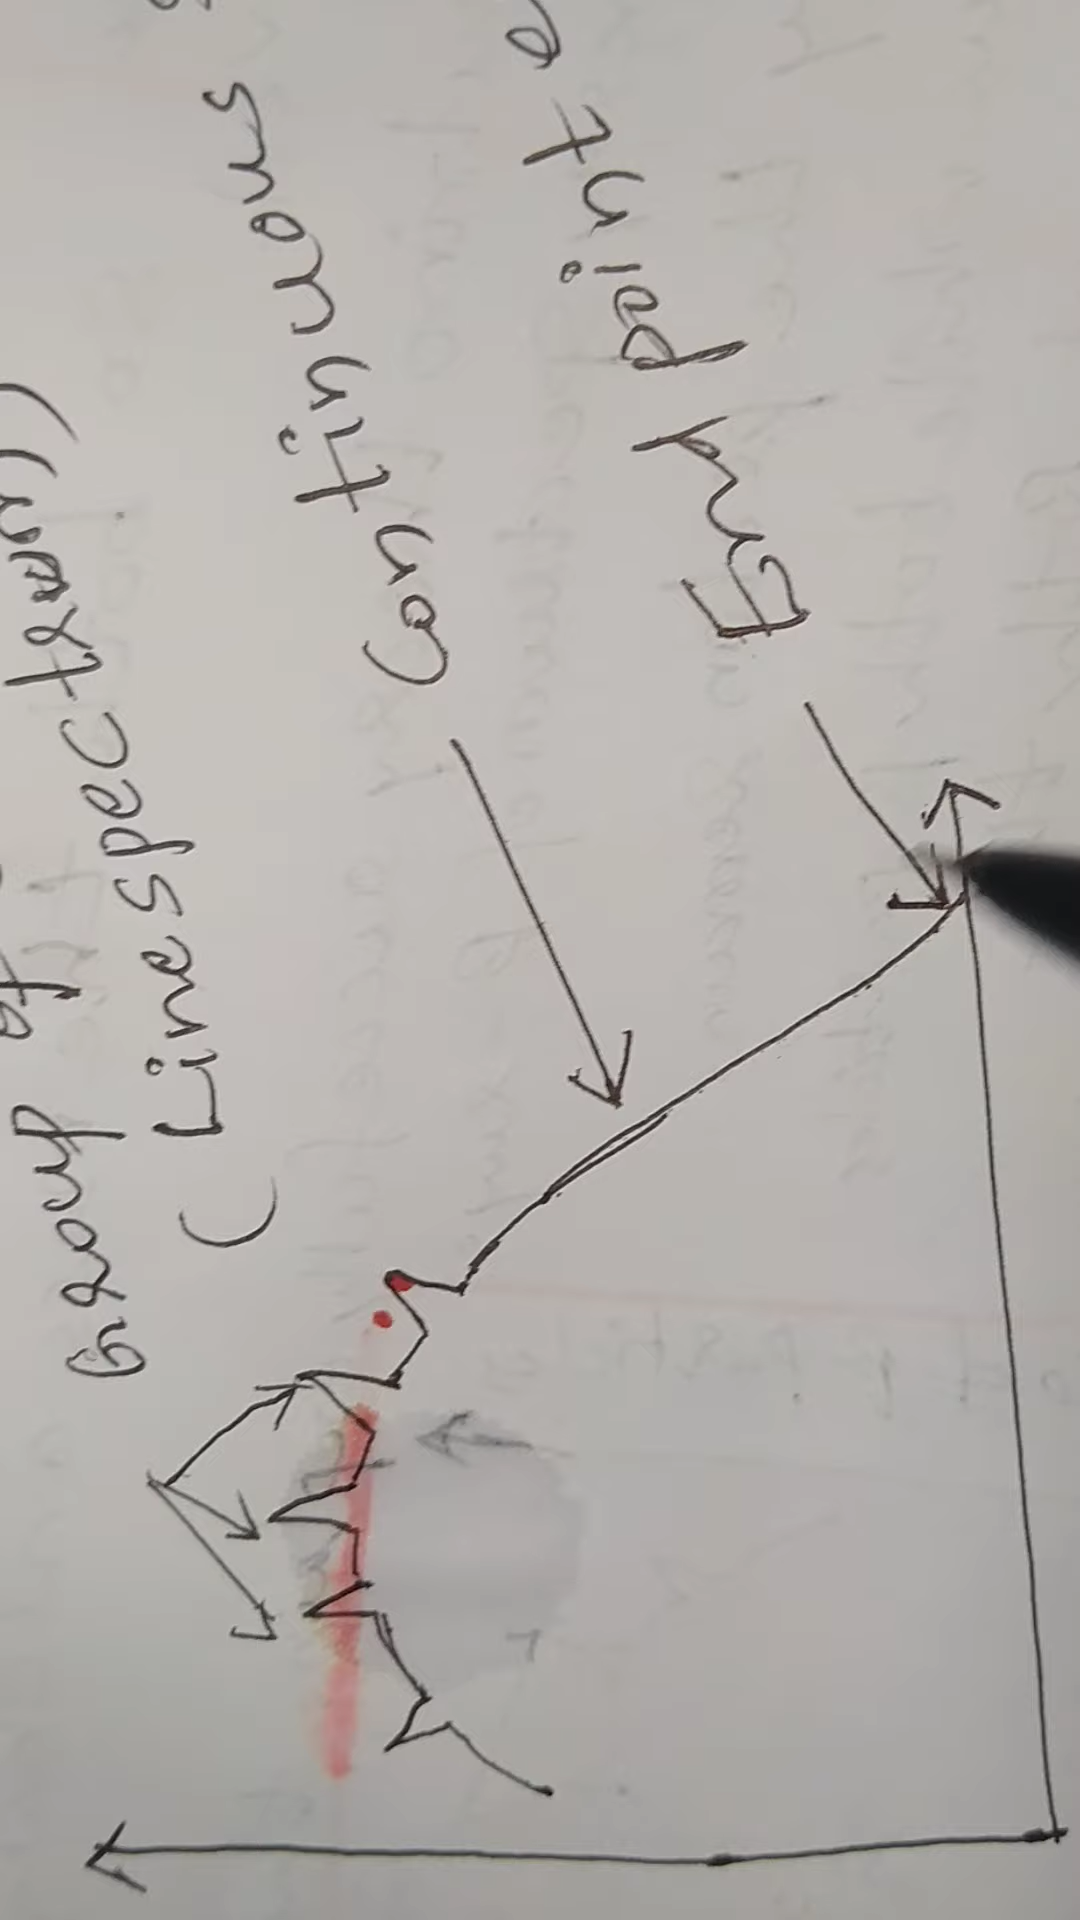 Group of
(Line spectrum)
Continuous
End point